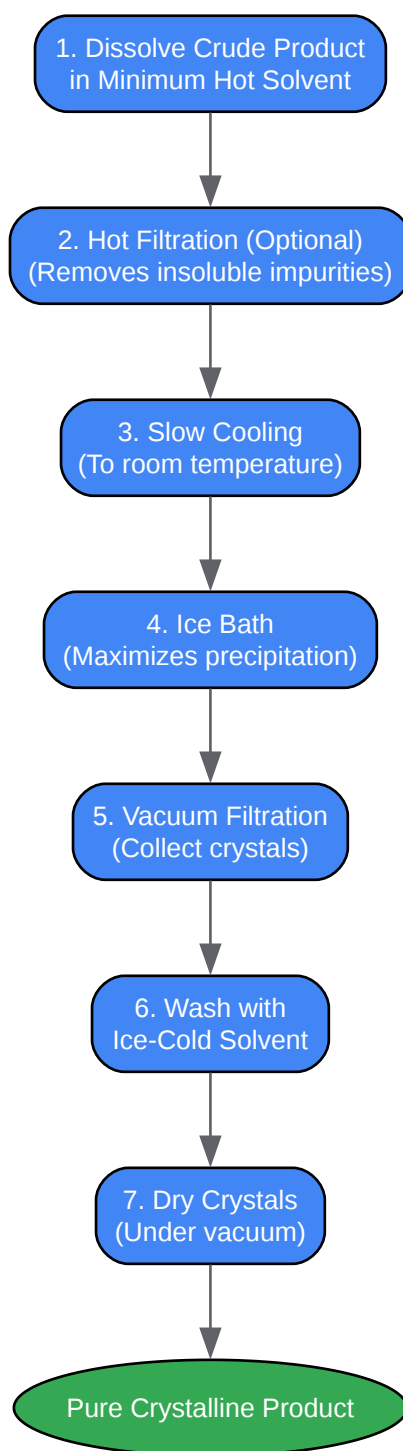 1. Dissolve Crude Product
in Minimum Hot Solvent
2. Hot Filtration (Optional)
(Removes insoluble impurities)
3. Slow Cooling
(To room temperature)
4. Ice Bath
(Maximizes precipitation)
5. Vacuum Filtration
(Collect crystals)
6. Wash with
Ice-Cold Solvent
7. Dry Crystals
(Under vacuum)
Pure Crystalline Product